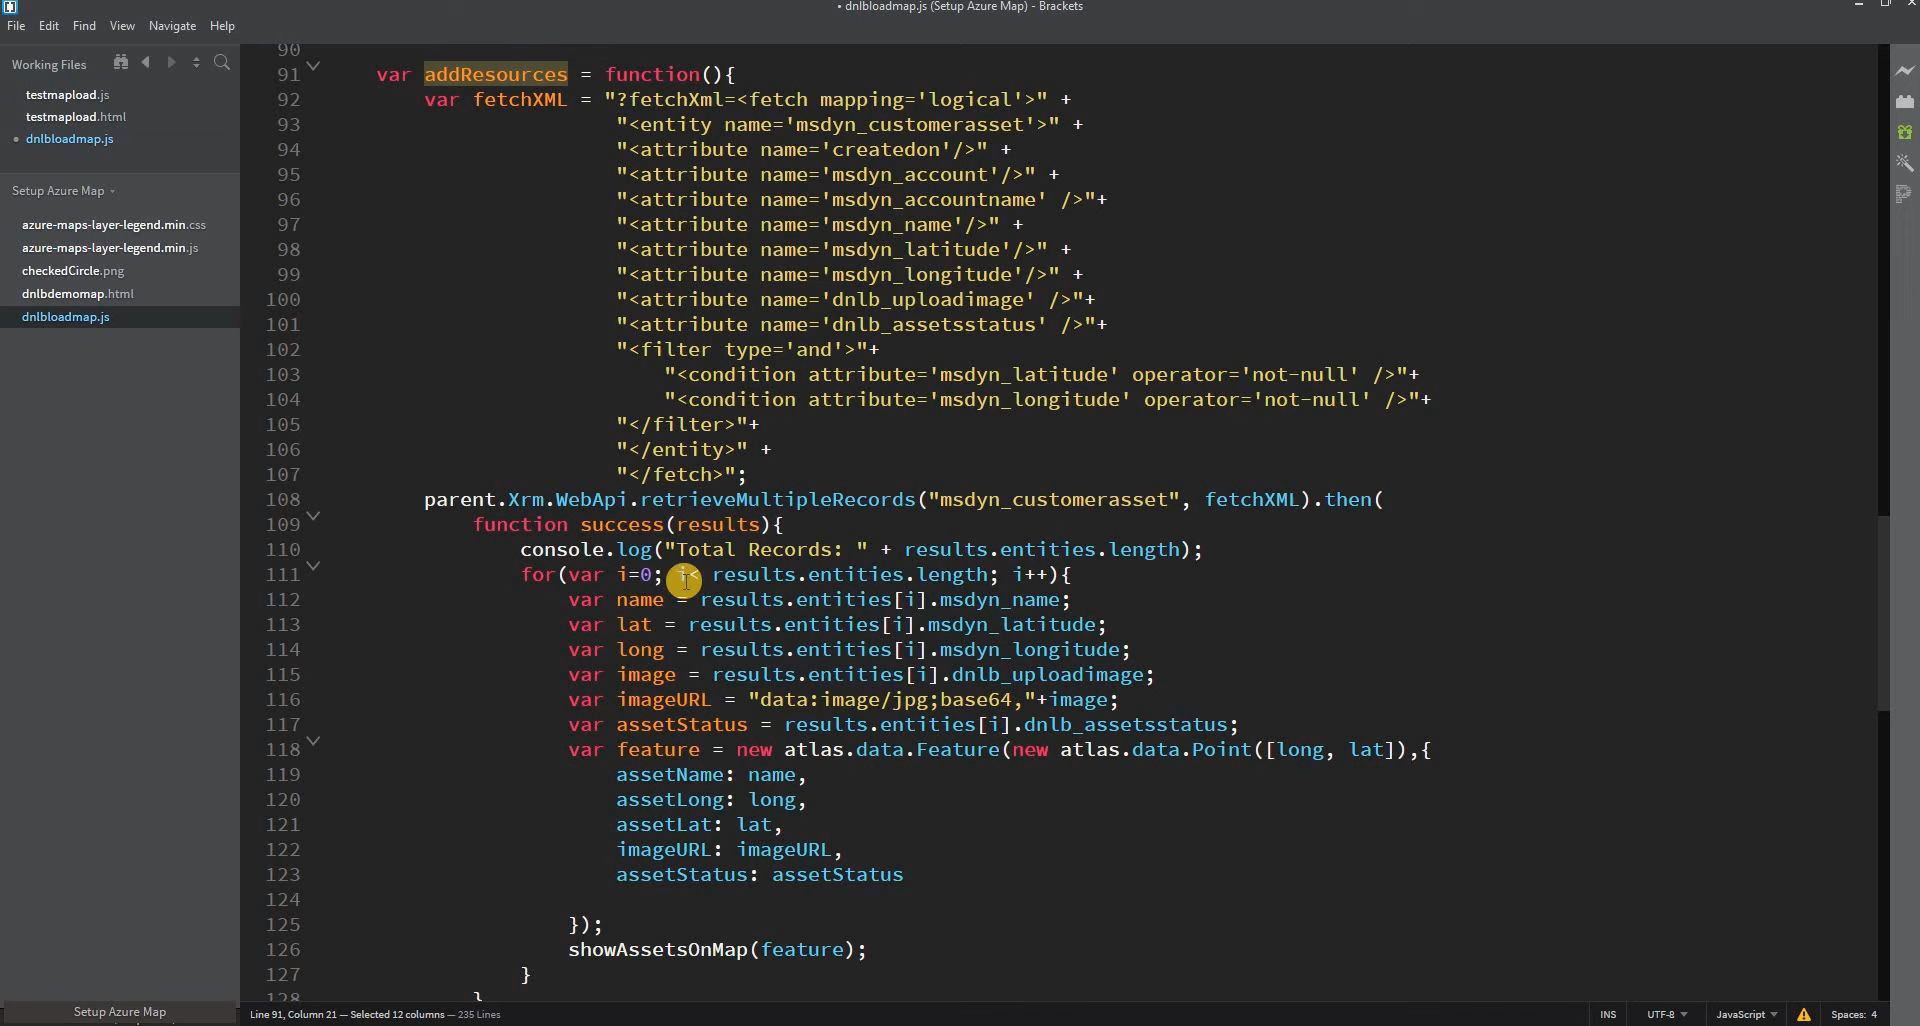 • dnlbloadmap.js (Setup Azure Map) - Brackets
File Edit Find View Navigate Help
Working Files
testmapload.js
testmapload.html
• dnlbloadmap.js
Setup Azure Map
azure-maps-layer-legend.min.css
azure-maps-layer-legend.min.js
checkedCircle.png
dnlbdemomap.html
dnlbloadmap.js
90
91 var addResources = function(){
92 var fetchXML = "?fetchXml=<fetch mapping='logical'>" +
93 "<entity name='msdyn_customerasset'>" +
94 "<attribute name='createdon'/>" +
95 "<attribute name='msdyn_account'/>" +
96 "<attribute name='msdyn_accountname' />"+
97 "<attribute name='msdyn_name'/>" +
98 "<attribute name='msdyn_latitude'/>" +
99 "<attribute name='msdyn_longitude'/>" +
100 "<attribute name='dnlb_uploadimage' />"+
101 "<attribute name='dnlb_assetsstatus' />"+
102 "<filter type='and'>"+
103 "<condition attribute='msdyn_latitude' operator='not-null' />"+
104 "<condition attribute='msdyn_longitude' operator='not-null' />"+
105 "</filter>"+
106 "</entity>" +
107 "</fetch>";
108 parent.Xrm.WebApi.retrieveMultipleRecords("msdyn_customerasset", fetchXML).then(
109 function success(results){
110 console.log("Total Records: " + results.entities.length);
111 for(var i=0; i< results.entities.length; i++){
112 var name = results.entities[i].msdyn_name;
113 var lat = results.entities[i].msdyn_latitude;
114 var long = results.entities[i].msdyn_longitude;
115 var image = results.entities[i].dnlb_uploadimage;
116 var imageURL = "data:image/jpg;base64,"+image;
117 var assetStatus = results.entities[i].dnlb_assetsstatus;
118 var feature = new atlas.data.Feature(new atlas.data.Point([long, lat]),{
119 assetName: name,
120 assetLong: long,
121 assetLat: lat,
122 imageURL: imageURL,
123 assetStatus: assetStatus
124
125 });
126 showAssetsOnMap(feature);
127 }
128 }
Setup Azure Map
Line 91, Column 21 — Selected 12 columns — 235 Lines
INS UTF-8 JavaScript Spaces: 4